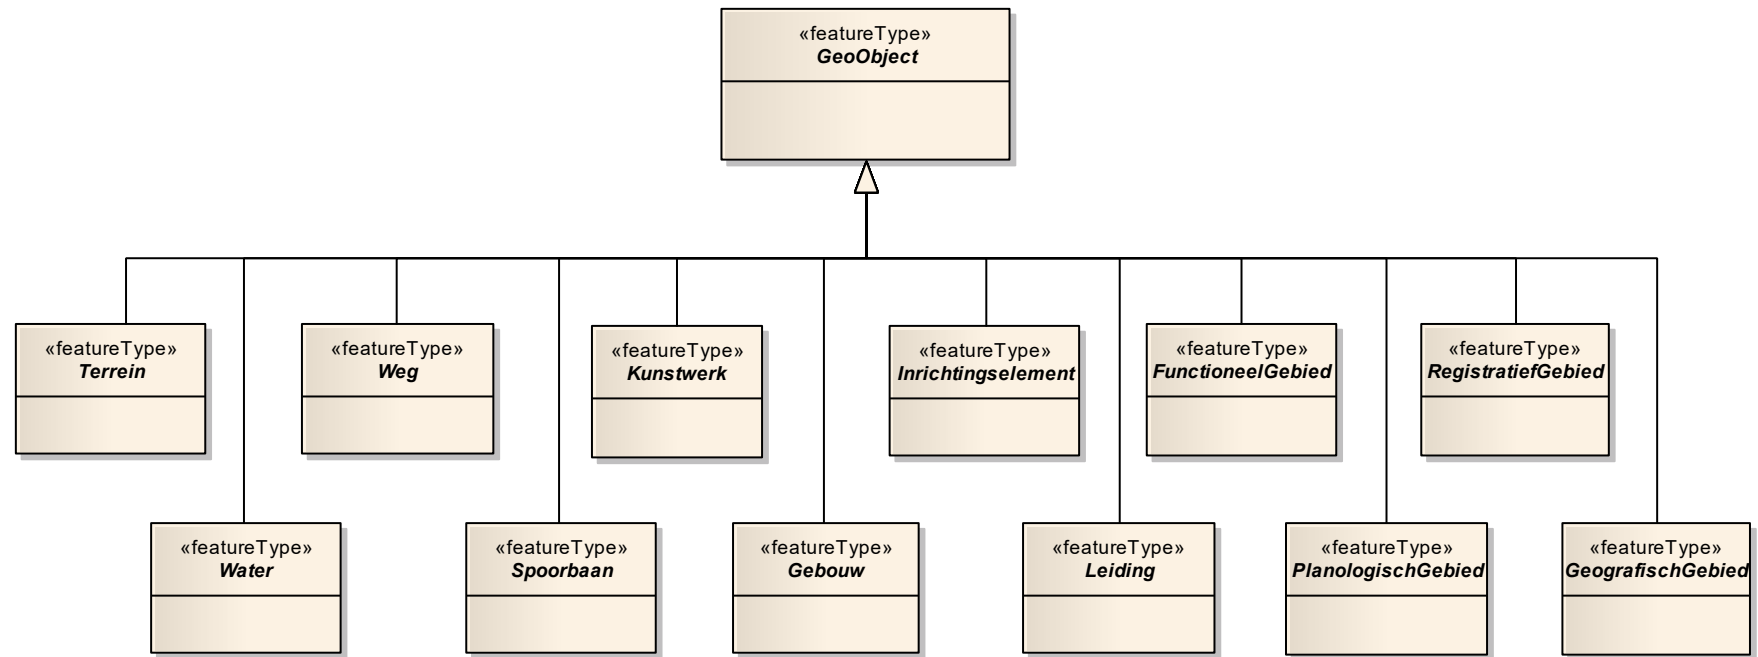 «featureType»
GeoObject
«featureType»
Terrein
«featureType»
Weg
«featureType»
Kunstwerk
«featureType»
Inrichtingselement
«featureType»
FunctioneelGebied
«featureType»
RegistratiefGebied
«featureType»
Water
«featureType»
Spoorbaan
«featureType»
Gebouw
«featureType»
Leiding
«featureType»
PlanologischGebied
«featureType»
GeografischGebied